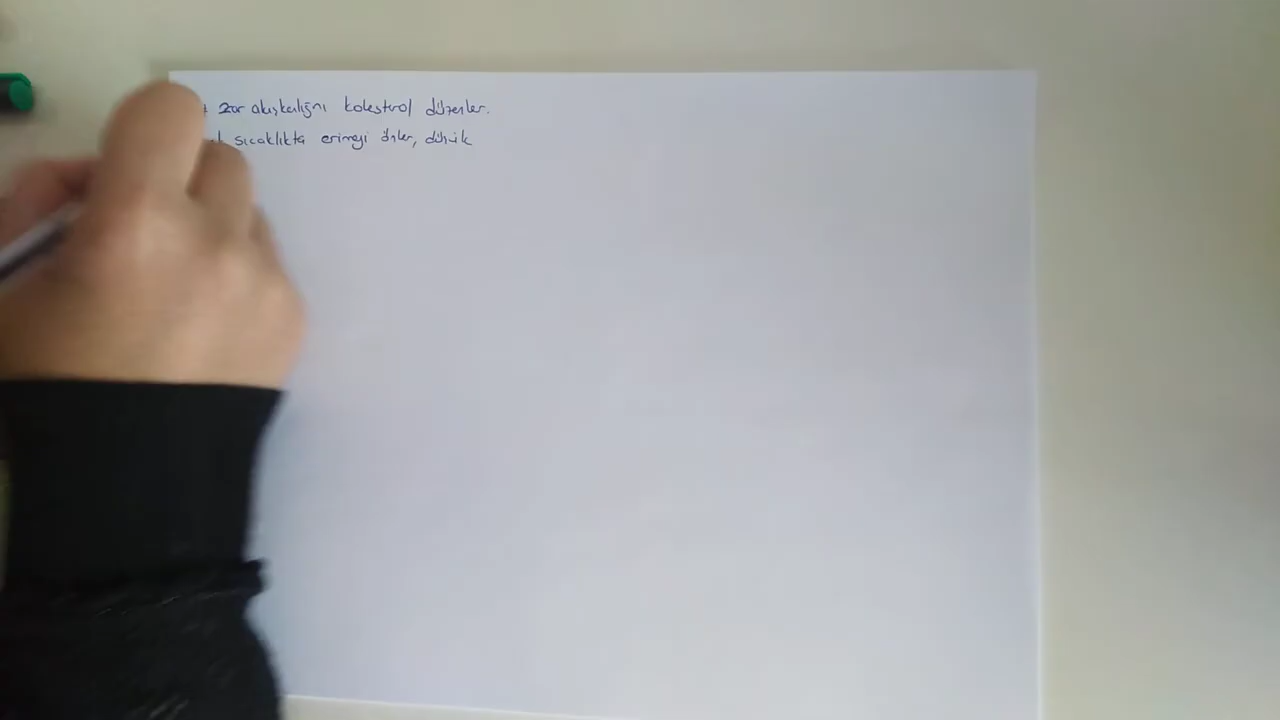 zar akışkanlığını kolestrol düzenler.
sıcaklıkta erimeyi önler, düşük